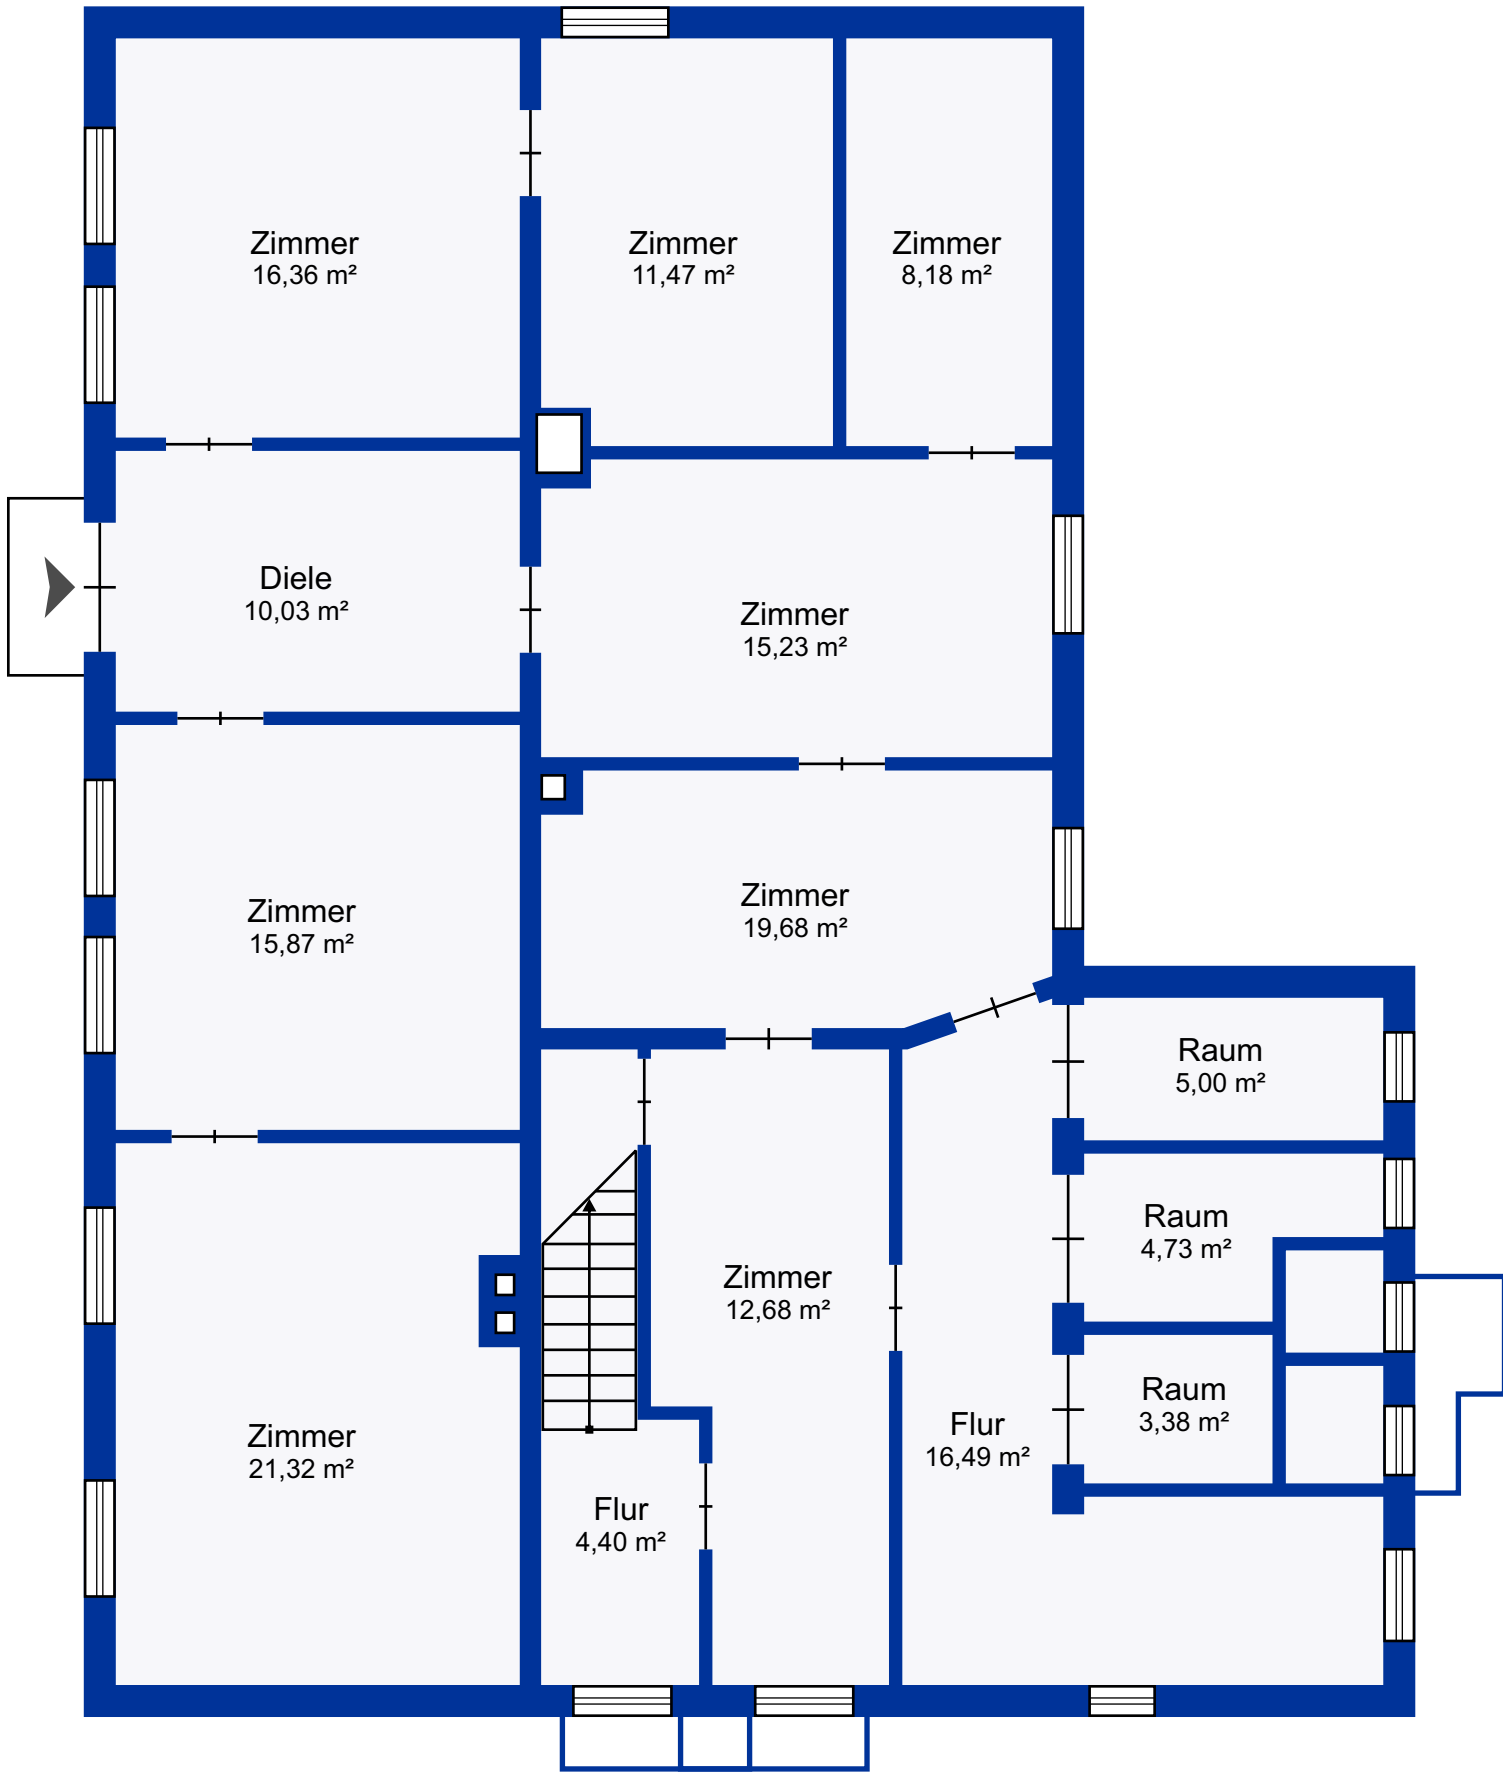 Zimmer
16,36 m²
Zimmer
11,47 m²
Zimmer
8,18 m²
Diele
10,03 m²
Zimmer
15,23 m²
Zimmer
15,87 m²
Zimmer
19,68 m²
Raum
5,00 m²
Raum
4,73 m²
Zimmer
12,68 m²
Raum
3,38 m²
Flur
16,49 m²
Zimmer
21,32 m²
Flur
4,40 m²